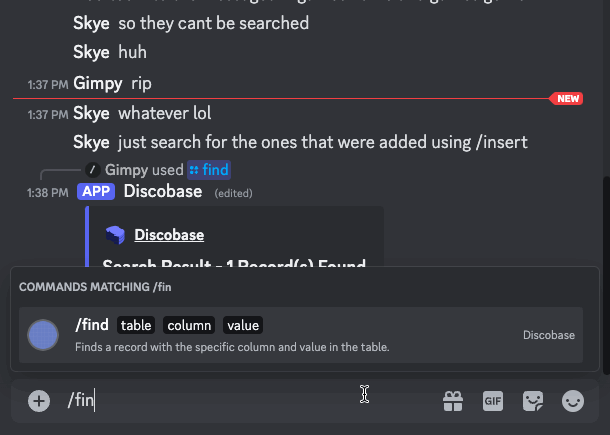 Skye so they cant be searched
Skye huh
1:37 PM Gimpy rip
NEW
1:37 PM Skye whatever lol
Skye just search for the ones that were added using /insert
/ Gimpy used find
1:38 PM APP Discobase (edited)
Discobase
Search Result - 1 Record(s) Found
COMMANDS MATCHING /fin
/find table column value
Finds a record with the specific column and value in the table.
Discobase
/fin
GIF